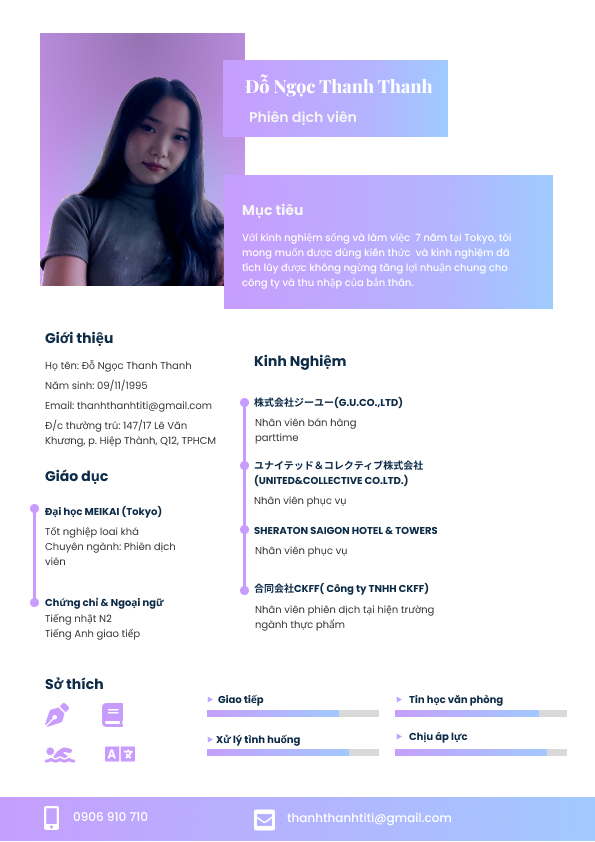 Đỗ Ngọc Thanh Thanh
Phiên dịch viên
Mục tiêu
Với kinh nghiệm sống và làm việc 7 năm tại Tokyo, tôi
mong muốn được dùng kiến thức và kinh nghiệm đã
tích lũy được không ngừng tăng lợi nhuận chung cho
công ty và thu nhập của bản thân.
Giới thiệu
Họ tên: Đỗ Ngọc Thanh Thanh
Năm sinh: 09/11/1995
Email: thanhthanhtiti@gmail.com
Đ/c thường trú: 147/17 Lê Văn
Khương, p. Hiệp Thành, Q12, TPHCM
Giáo dục
Đại học MEIKAI (Tokyo)
Tốt nghiệp loai khá
Chuyên ngành: Phiên dịch
viên
Chứng chỉ & Ngoại ngữ
Tiếng nhật N2
Tiếng Anh giao tiếp
Kinh Nghiệm
株式会社ジーユー(G.U.CO.,LTD)
Nhân viên bán hàng
parttime
ユナイテッド＆コレクティブ株式会社
(UNITED&COLLECTIVE CO.LTD.)
Nhân viên phục vụ
SHERATON SAIGON HOTEL & TOWERS
Nhân viên phục vụ
合同会社CKFF( Công ty TNHH CKFF)
Nhân viên phiên dịch tại hiện trường
ngành thực phẩm
Sở thích
A
Giao tiếp
Xử lý tình huống
Tin học văn phòng
Chịu áp lực
0906 910 710
thanhthanhtiti@gmail.com